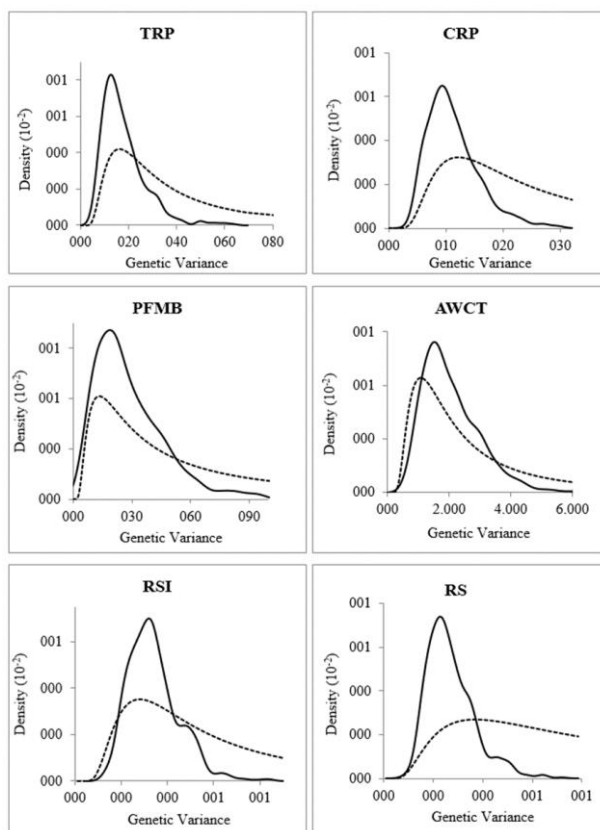 TRP
Density (10⁻²)
001
001
000
000
000
000 020 040 060 080
Genetic Variance
CRP
Density (10⁻²)
001
001
000
000
000
000 010 020 030
Genetic Variance
PFMB
Density (10⁻²)
001
001
000
000
000 030 060 090
Genetic Variance
AWCT
Density (10⁻²)
001
001
000
000
000 2.000 4.000 6.000
Genetic Variance
RSI
Density (10⁻²)
001
000
000
000
000 000 000 001 001
Genetic Variance
RS
Density (10⁻²)
001
001
000
000
000
000 000 000 001 001
Genetic Variance